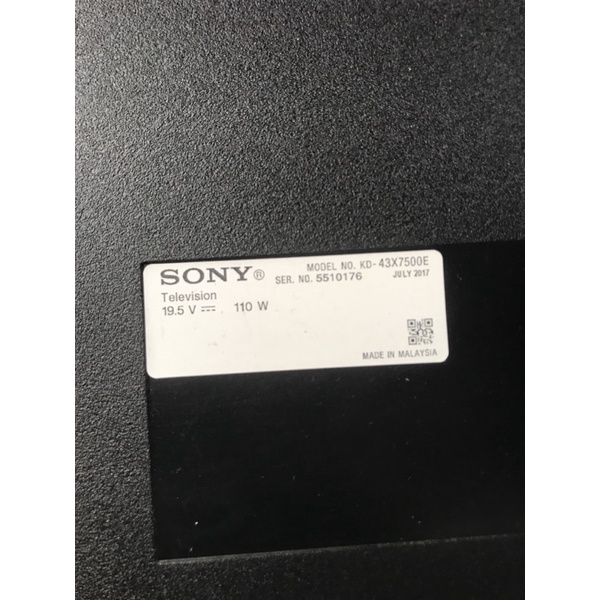 SONY®
MODEL NO. KD-43X7500E
SER. NO. 5510176 JULY 2017
Television
19.5 V ⎓ 110 W
MADE IN MALAYSIA